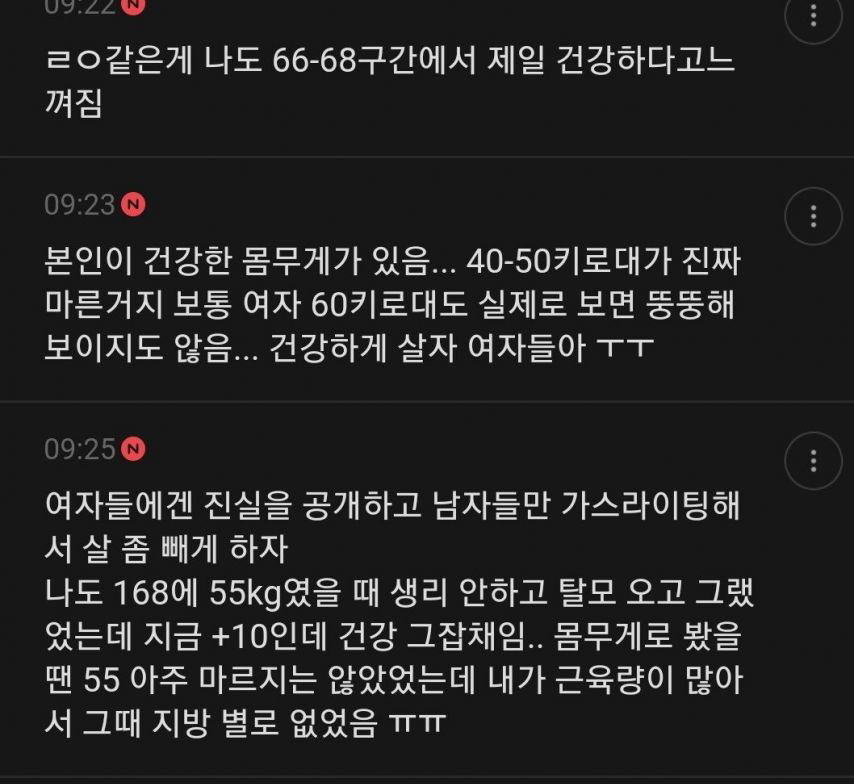 09:22 N
ㄹㅇ같은게 나도 66-68구간에서 제일 건강하다고느
껴짐
09:23 N
본인이 건강한 몸무게가 있음... 40-50키로대가 진짜
마른거지 보통 여자 60키로대도 실제로 보면 뚱뚱해
보이지도 않음... 건강하게 살자 여자들아 ㅜㅜ
09:25 N
여자들에겐 진실을 공개하고 남자들만 가스라이팅해
서 살 좀 빼게 하자
나도 168에 55kg였을 때 생리 안하고 탈모 오고 그랬
었는데 지금 +10인데 건강 그잡채임.. 몸무게로 봤을
땐 55 아주 마르지는 않았었는데 내가 근육량이 많아
서 그때 지방 별로 없었음 ㅠㅠ